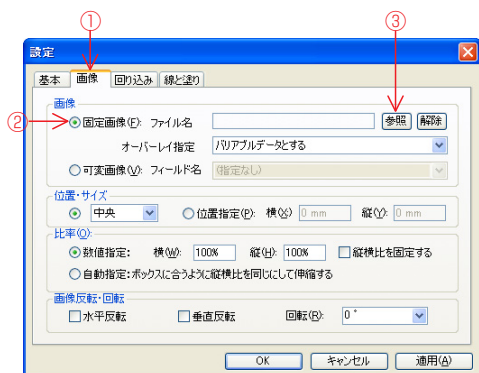 ① ③
設定
基本 画像 回り込み 線と塗り
画像
② 固定画像(F): ファイル名 参照 解除
オーバーレイ指定 バリアブルデータとする
可変画像(V): フィールド名 (指定なし)
位置・サイズ
中央 位置指定(P): 横(X) 0 mm 縦(Y): 0 mm
比率(O):
数値指定: 横(W): 100% 縦(H): 100% 縦横比を固定する
自動指定:ボックスに合うように縦横比を同じにして伸縮する
画像反転・回転
水平反転 垂直反転 回転(R): 0 °
OK キャンセル 適用(A)